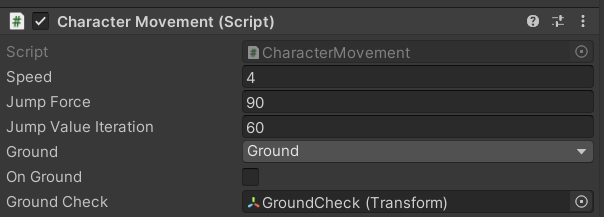 Character Movement (Script)
Script CharacterMovement
Speed 4
Jump Force 90
Jump Value Iteration 60
Ground Ground
On Ground
Ground Check GroundCheck (Transform)